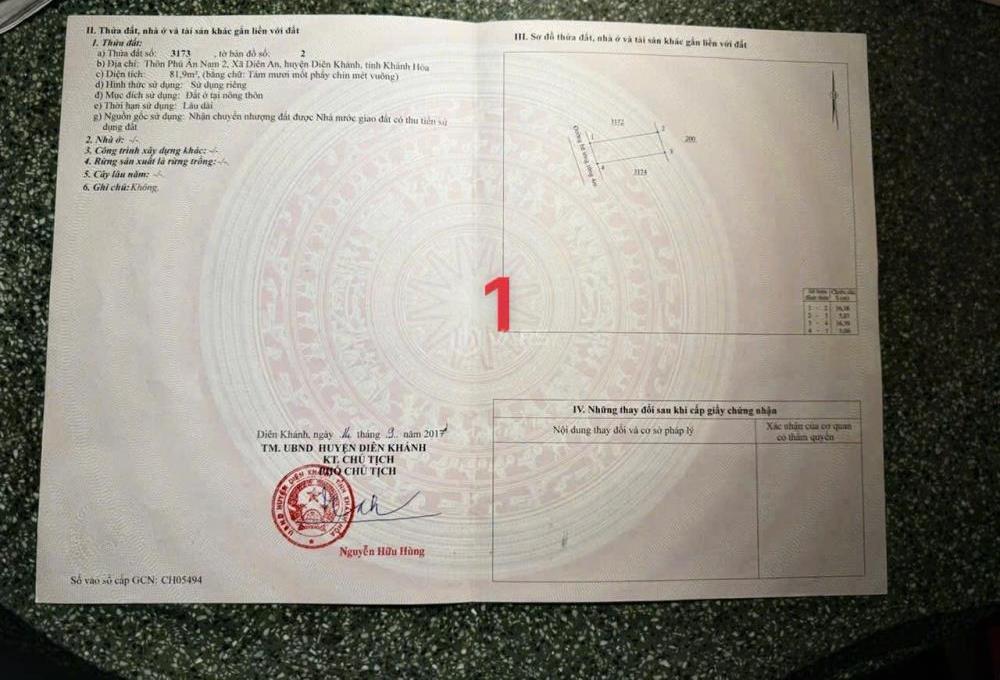 II. Thửa đất, nhà ở và tài sản khác gắn liền với đất
1. Thửa đất:
a) Thửa đất số: 3173 , tờ bản đồ số: 2
b) Địa chỉ: Thôn Phú Ân Nam 2, Xã Diên An, huyện Diên Khánh, tỉnh Khánh Hòa
c) Diện tích: 81,9m², (bằng chữ: Tám mươi mốt phẩy chín mét vuông)
d) Hình thức sử dụng: Sử dụng riêng
đ) Mục đích sử dụng: Đất ở tại nông thôn
e) Thời hạn sử dụng: Lâu dài
g) Nguồn gốc sử dụng: Nhận chuyển nhượng đất được Nhà nước giao đất có thu tiền sử
dụng đất
2. Nhà ở: -/-
3. Công trình xây dựng khác: -/-
4. Rừng sản xuất là rừng trồng: -/-
5. Cây lâu năm: -/-
6. Ghi chú: Không.
Diên Khánh, ngày tháng 9 năm 2017
TM. UBND HUYỆN DIÊN KHÁNH
KT. CHỦ TỊCH
PHÓ CHỦ TỊCH
Nguyễn Hữu Hùng
Số vào sổ cấp GCN: CH05494
III. Sơ đồ thửa đất, nhà ở và tài sản khác gắn liền với đất
3172
200
1
2
3
4
3174
1
IV. Những thay đổi sau khi cấp giấy chứng nhận
Nội dung thay đổi và cơ sở pháp lý
Xác nhận của cơ quan
có thẩm quyền